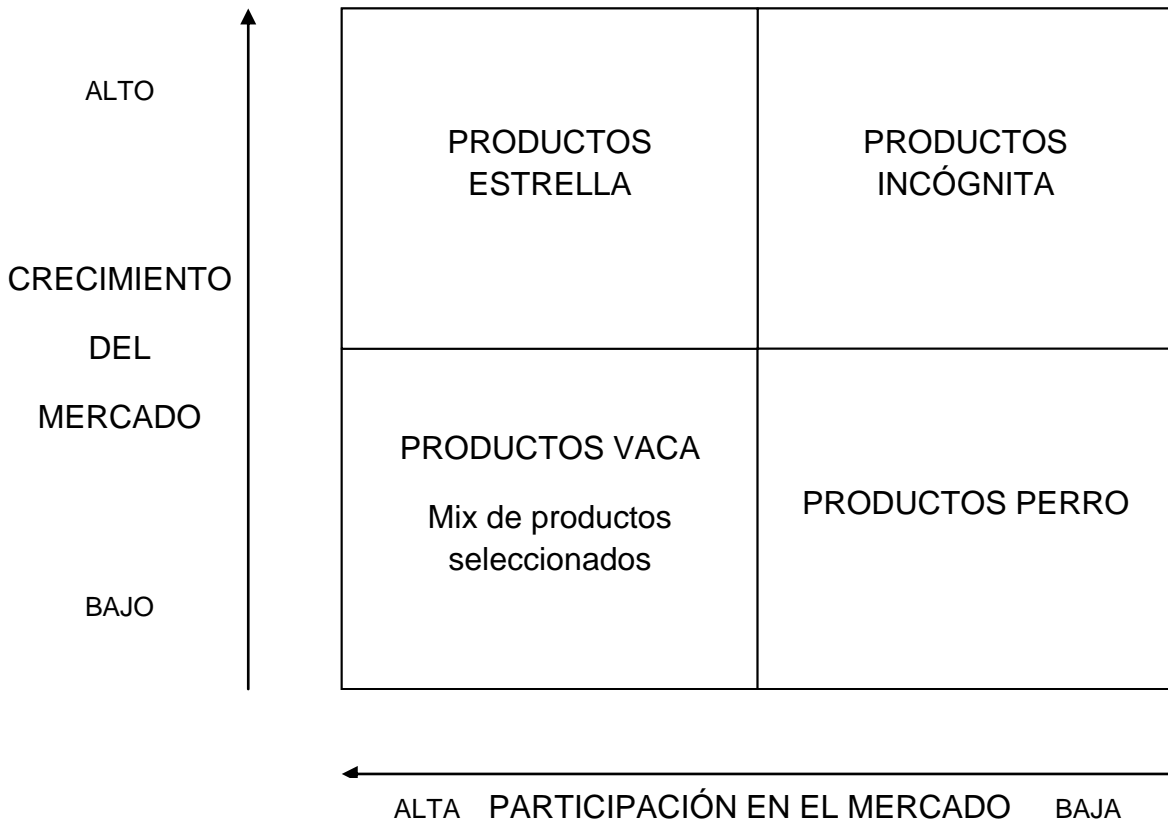 ALTO
PRODUCTOS
ESTRELLA
PRODUCTOS
INCÓGNITA
CRECIMIENTO
DEL
MERCADO
PRODUCTOS VACA
Mix de productos
seleccionados
PRODUCTOS PERRO
BAJO
ALTA PARTICIPACIÓN EN EL MERCADO BAJA